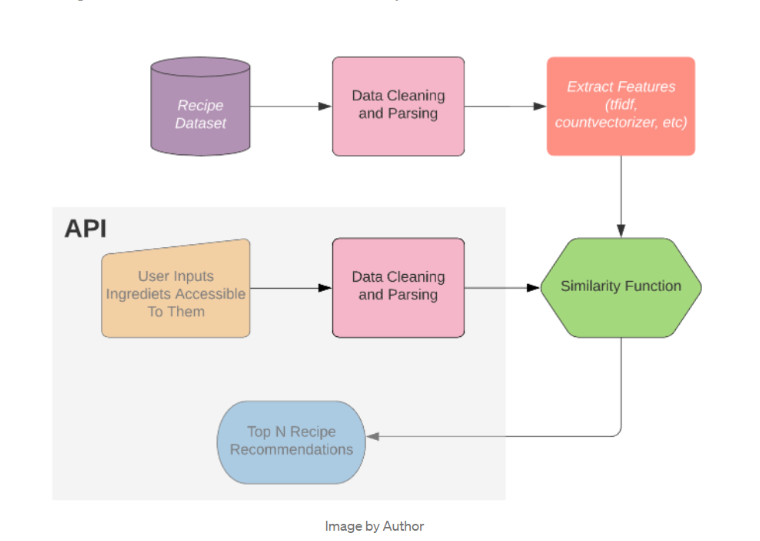 Recipe
Dataset
Data Cleaning
and Parsing
Extract Features
(tfidf,
countvectorizer, etc)
API
User Inputs
Ingrediets Accessible
To Them
Data Cleaning
and Parsing
Similarity Function
Top N Recipe
Recommendations
Image by Author